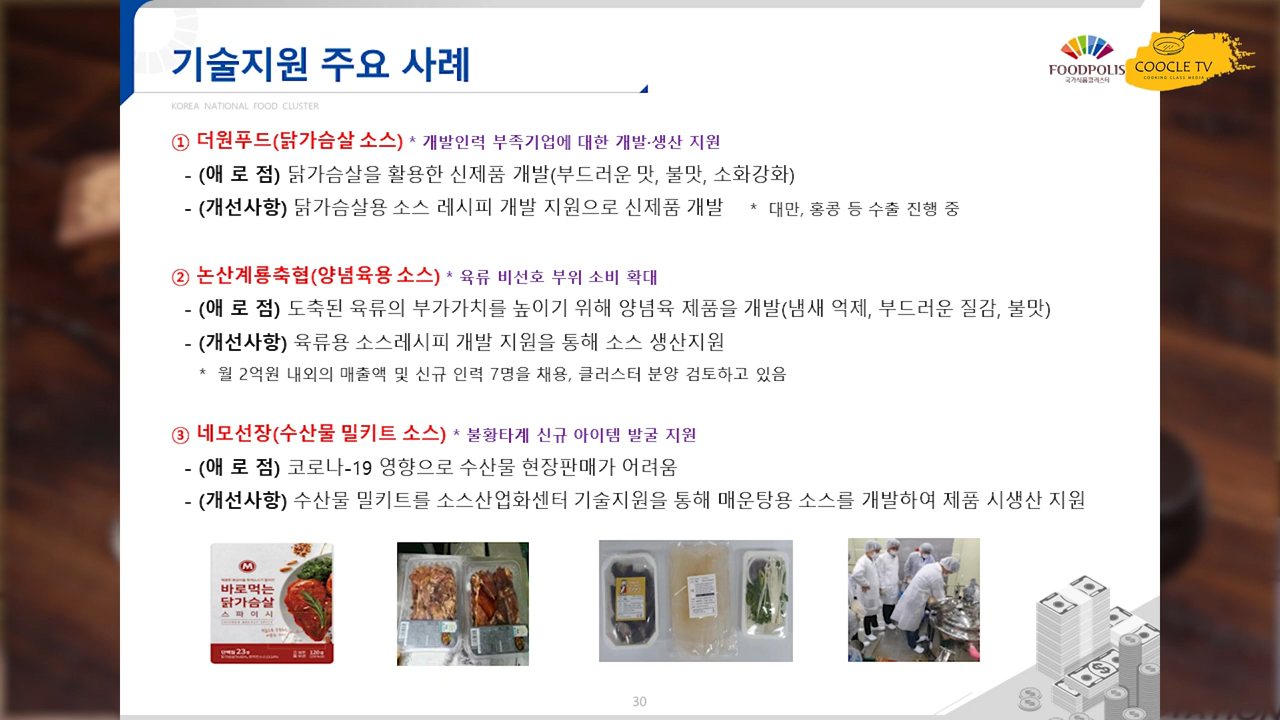 기술지원 주요 사례
FOODPOLIS
국가식품클러스터
COOCLE TV
COOKING CLASS MEDIA
KOREA NATIONAL FOOD CLUSTER
① 더원푸드(닭가슴살 소스) * 개발인력 부족기업에 대한 개발·생산 지원
- (애 로 점) 닭가슴살을 활용한 신제품 개발(부드러운 맛, 불맛, 소화강화)
- (개선사항) 닭가슴살용 소스 레시피 개발 지원으로 신제품 개발 * 대만, 홍콩 등 수출 진행 중
② 논산계룡축협(양념육용 소스) * 육류 비선호 부위 소비 확대
- (애 로 점) 도축된 육류의 부가가치를 높이기 위해 양념육 제품을 개발(냄새 억제, 부드러운 질감, 불맛)
- (개선사항) 육류용 소스레시피 개발 지원을 통해 소스 생산지원
* 월 2억원 내외의 매출액 및 신규 인력 7명을 채용, 클러스터 분양 검토하고 있음
③ 네모선장(수산물 밀키트 소스) * 불황타계 신규 아이템 발굴 지원
- (애 로 점) 코로나-19 영향으로 수산물 현장판매가 어려움
- (개선사항) 수산물 밀키트를 소스산업화센터 기술지원을 통해 매운탕용 소스를 개발하여 제품 시생산 지원
M
바로먹는
닭가슴살
스파이시
단백질 23g
120g
30